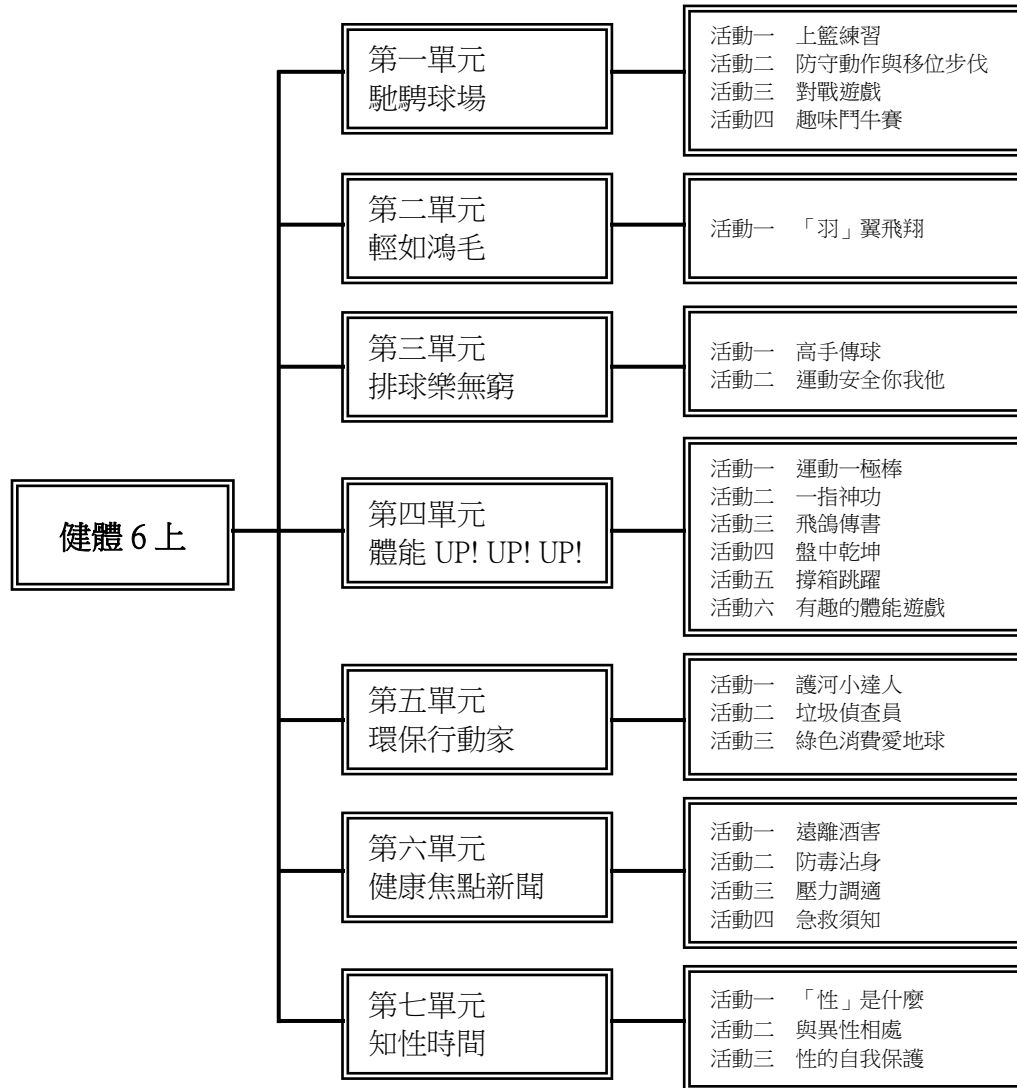 健體 6 上
第一單元
馳騁球場
活動一　上籃練習
活動二　防守動作與移位步伐
活動三　對戰遊戲
活動四　趣味鬥牛賽
第二單元
輕如鴻毛
活動一　「羽」翼飛翔
第三單元
排球樂無窮
活動一　高手傳球
活動二　運動安全你我他
第四單元
體能 UP! UP! UP!
活動一　運動一極棒
活動二　一指神功
活動三　飛鴿傳書
活動四　盤中乾坤
活動五　撐箱跳躍
活動六　有趣的體能遊戲
第五單元
環保行動家
活動一　護河小達人
活動二　垃圾偵查員
活動三　綠色消費愛地球
第六單元
健康焦點新聞
活動一　遠離酒害
活動二　防毒沾身
活動三　壓力調適
活動四　急救須知
第七單元
知性時間
活動一　「性」是什麼
活動二　與異性相處
活動三　性的自我保護